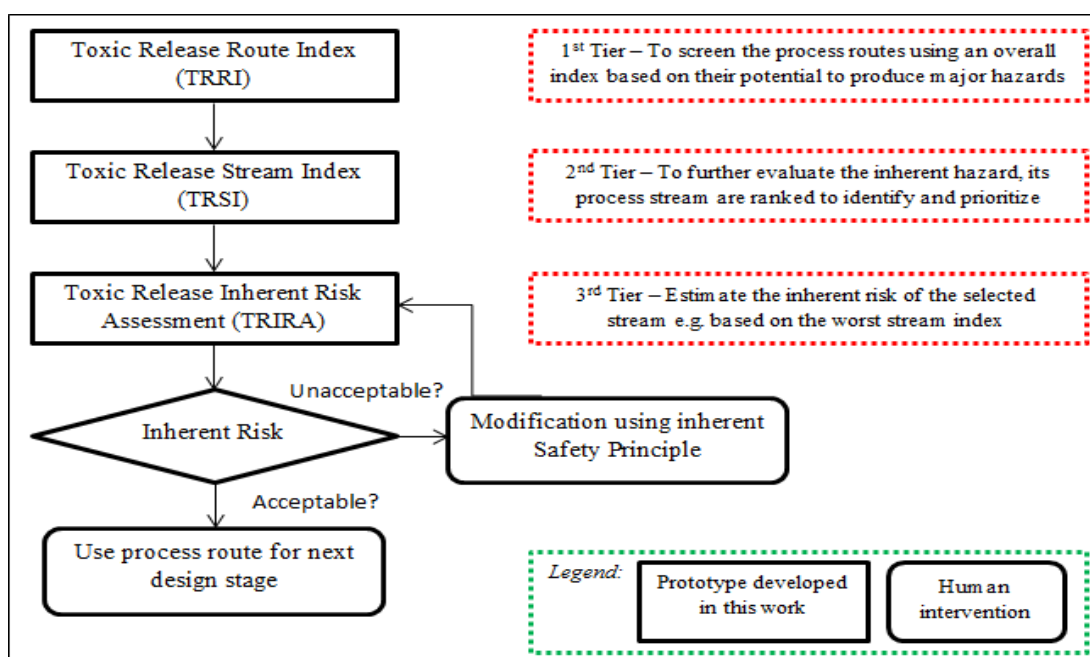 Toxic Release Route Index
(TRRI)
1st Tier – To screen the process routes using an overall
index based on their potential to produce major hazards
Toxic Release Stream Index
(TRSI)
2nd Tier – To further evaluate the inherent hazard, its
process stream are ranked to identify and prioritize
Toxic Release Inherent Risk
Assessment (TRIRA)
3rd Tier – Estimate the inherent risk of the selected
stream e.g. based on the worst stream index
Unacceptable?
Inherent Risk
Modification using inherent
Safety Principle
Acceptable?
Use process route for next
design stage
Legend:
Prototype developed
in this work
Human
intervention